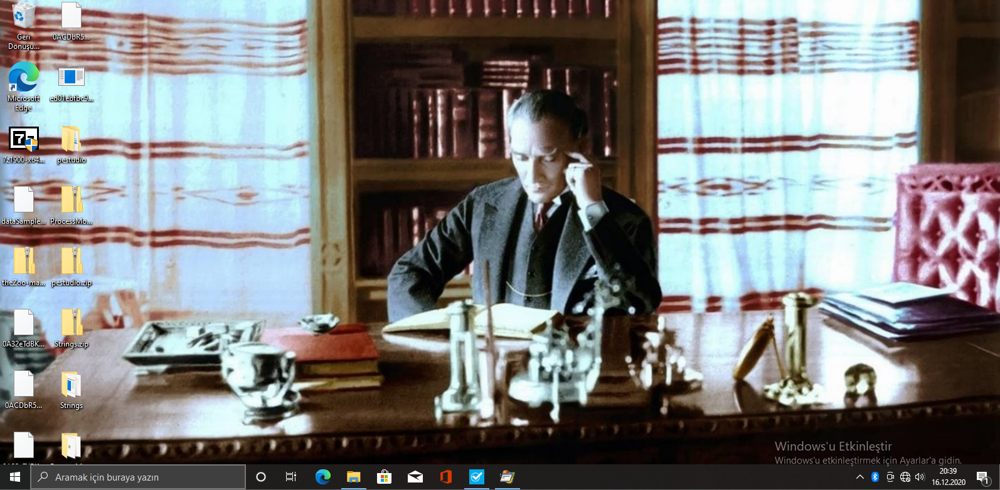 Geri
Dönüşü...
0ACDbR5...
Microsoft
Edge
ed01ebfbc9...
7z1900-x64...
pestudio
dataSample...
ProcessMo...
theZoo-ma...
pestudio.zip
0A32eTdBK...
Strings.zip
0ACDbR5...
Strings
Windows'u Etkinleştir
Windows'u etkinleştirmek için Ayarlar'a gidin.
Aramak için buraya yazın
20:39
16.12.2020
1